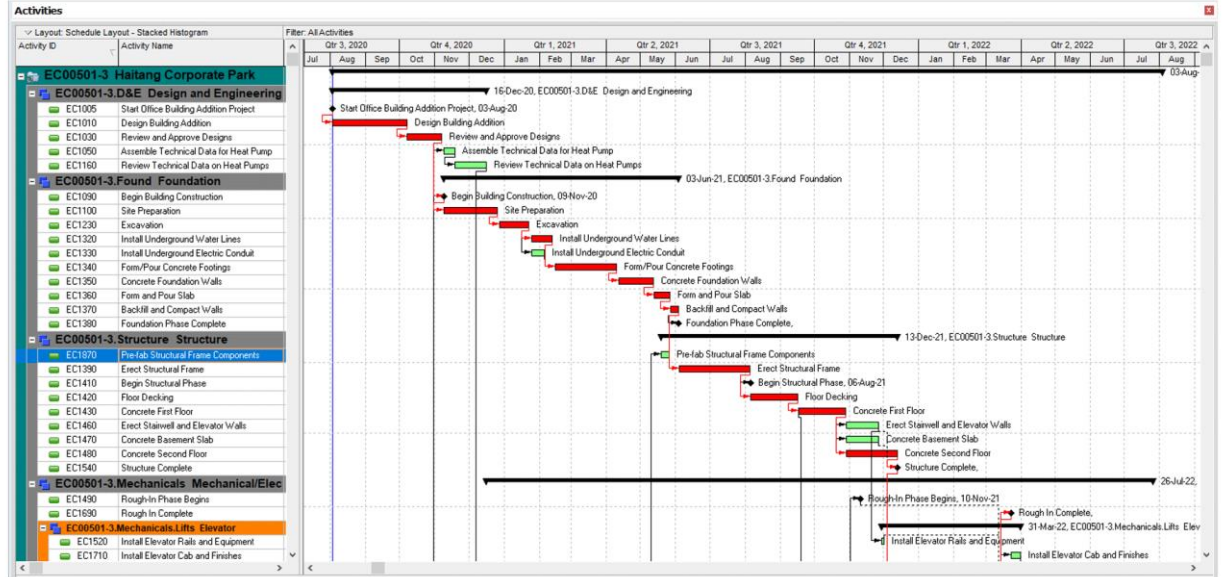 Activities
Layout: Schedule Layout - Stacked Histogram Filter: All Activities
Activity ID Activity Name Qtr 3, 2020 Qtr 4, 2020 Qtr 1, 2021 Qtr 2, 2021 Qtr 3, 2021 Qtr 4, 2021 Qtr 1, 2022 Qtr 2, 2022 Qtr 3, 2022
Jul Aug Sep Oct Nov Dec Jan Feb Mar Apr May Jun Jul Aug Sep Oct Nov Dec Jan Feb Mar Apr May Jun Jul Aug
EC00501-3 Haitang Corporate Park 03-Aug-
EC00501-3.D&E Design and Engineering 16-Dec-20, EC00501-3.D&E Design and Engineering
EC1005 Start Office Building Addition Project Start Office Building Addition Project, 03-Aug-20
EC1010 Design Building Addition Design Building Addition
EC1030 Review and Approve Designs Review and Approve Designs
EC1050 Assemble Technical Data for Heat Pump Assemble Technical Data for Heat Pump
EC1160 Review Technical Data on Heat Pumps Review Technical Data on Heat Pumps
EC00501-3.Found Foundation 03-Jun-21, EC00501-3.Found Foundation
EC1090 Begin Building Construction Begin Building Construction, 09-Nov-20
EC1100 Site Preparation Site Preparation
EC1230 Excavation Excavation
EC1320 Install Underground Water Lines Install Underground Water Lines
EC1330 Install Underground Electric Conduit Install Underground Electric Conduit
EC1340 Form/Pour Concrete Footings Form/Pour Concrete Footings
EC1350 Concrete Foundation Walls Concrete Foundation Walls
EC1360 Form and Pour Slab Form and Pour Slab
EC1370 Backfill and Compact Walls Backfill and Compact Walls
EC1380 Foundation Phase Complete Foundation Phase Complete,
EC00501-3.Structure Structure 13-Dec-21, EC00501-3.Structure Structure
EC1870 Pre-fab Structural Frame Components Pre-fab Structural Frame Components
EC1390 Erect Structural Frame Erect Structural Frame
EC1410 Begin Structural Phase Begin Structural Phase, 06-Aug-21
EC1420 Floor Decking Floor Decking
EC1430 Concrete First Floor Concrete First Floor
EC1460 Erect Stairwell and Elevator Walls Erect Stairwell and Elevator Walls
EC1470 Concrete Basement Slab Concrete Basement Slab
EC1480 Concrete Second Floor Concrete Second Floor
EC1540 Structure Complete Structure Complete,
EC00501-3.Mechanicals Mechanical/Elec 26-Jul-22,
EC1490 Rough-In Phase Begins Rough-In Phase Begins, 10-Nov-21
EC1690 Rough In Complete Rough In Complete,
EC00501-3.Mechanicals.Lifts Elevator 31-Mar-22, EC00501-3.Mechanicals.Lifts Elev
EC1520 Install Elevator Rails and Equipment Install Elevator Rails and Equipment
EC1710 Install Elevator Cab and Finishes Install Elevator Cab and Finishes